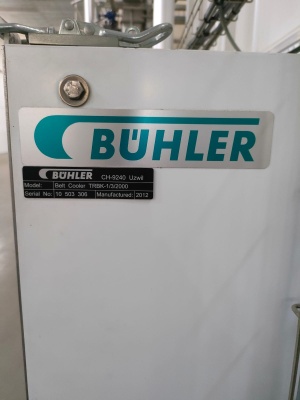 BÜHLER
BÜHLER CH-9240 Uzwil
Model: Belt Cooler TRBK-1/3/2000
Serial No: 10 503 306 Manufactured: 2012